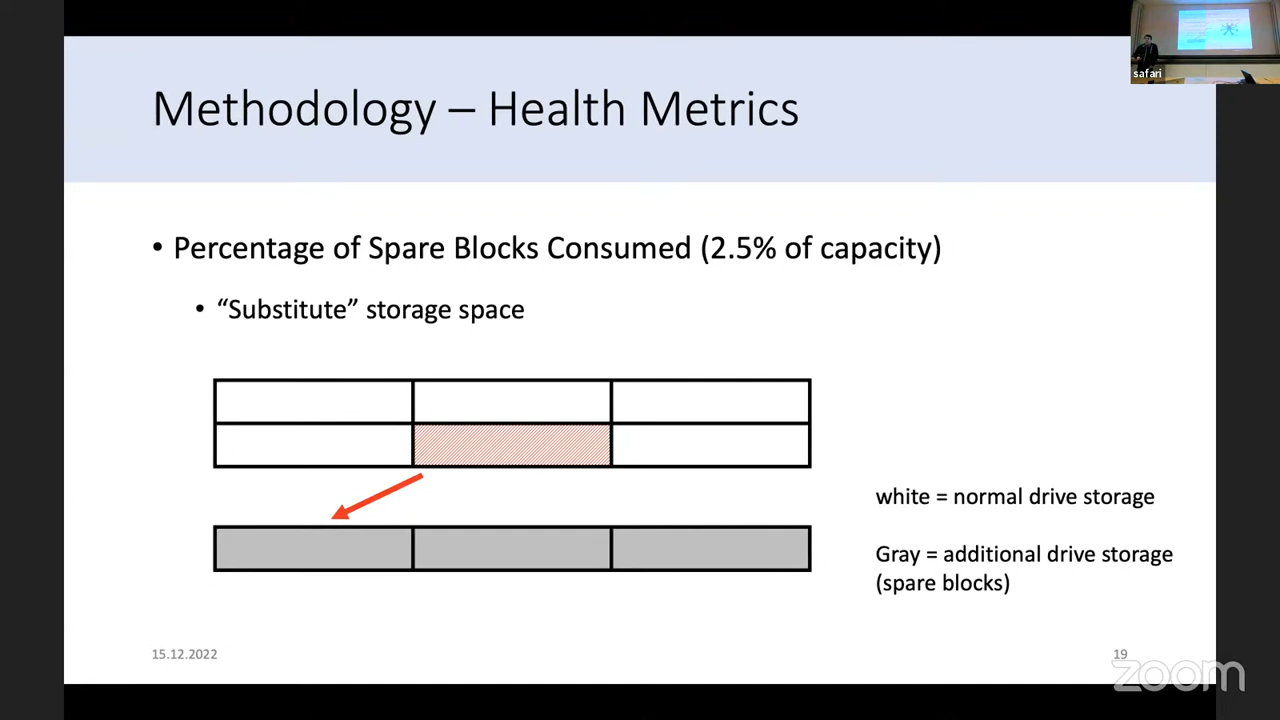 safari
Methodology – Health Metrics
• Percentage of Spare Blocks Consumed (2.5% of capacity)
• “Substitute” storage space
white = normal drive storage
Gray = additional drive storage
(spare blocks)
15.12.2022
19
zoom